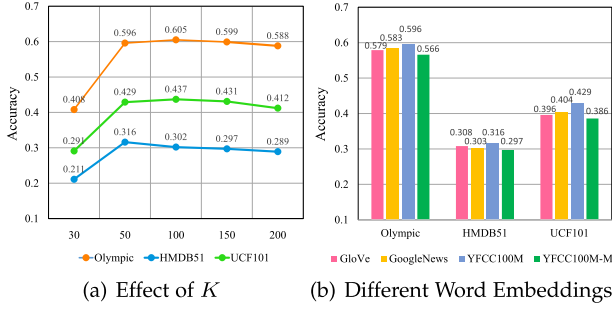 0.7
0.6
0.5
0.4
0.3
0.2
0.1
Accuracy
0.408
0.596
0.605
0.599
0.588
0.291
0.429
0.437
0.431
0.412
0.211
0.316
0.302
0.297
0.289
30 50 100 150 200
Olympic HMDB51 UCF101
(a) Effect of K
0.7
0.6
0.5
0.4
0.3
0.2
0.1
Accuracy
0.579 0.583 0.596 0.566
0.308 0.303 0.316 0.297
0.396 0.404 0.429 0.386
Olympic HMDB51 UCF101
GloVe GoogleNews YFCC100M YFCC100M-M
(b) Different Word Embeddings